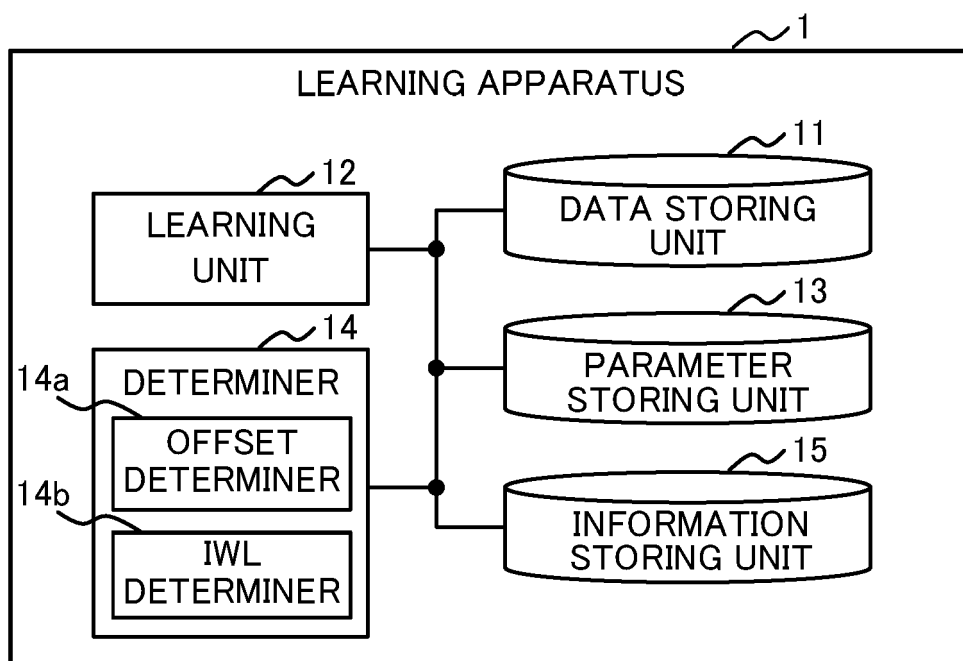 1
LEARNING APPARATUS
12
LEARNING
UNIT
11
DATA STORING
UNIT
13
PARAMETER
STORING UNIT
14
DETERMINER
14a
OFFSET
DETERMINER
14b
IWL
DETERMINER
15
INFORMATION
STORING UNIT